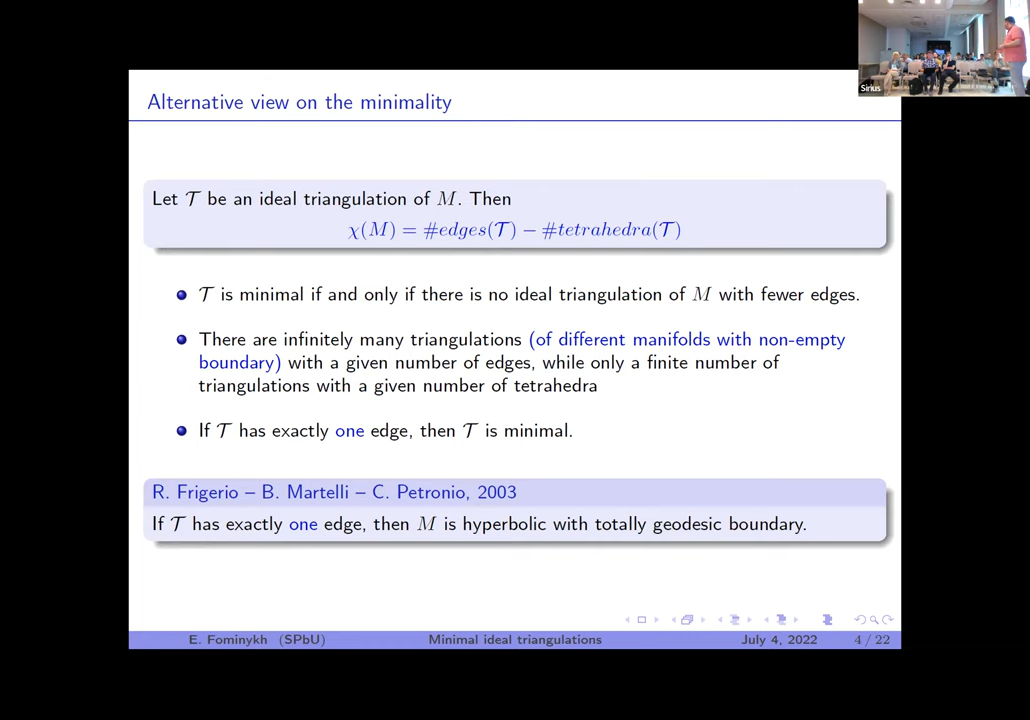 Sirius
Alternative view on the minimality
Let 𝒯 be an ideal triangulation of M. Then
χ(M) = #edges(𝒯) − #tetrahedra(𝒯)
𝒯 is minimal if and only if there is no ideal triangulation of M with fewer edges.
There are infinitely many triangulations (of different manifolds with non-empty
boundary) with a given number of edges, while only a finite number of
triangulations with a given number of tetrahedra
If 𝒯 has exactly one edge, then 𝒯 is minimal.
R. Frigerio – B. Martelli – C. Petronio, 2003
If 𝒯 has exactly one edge, then M is hyperbolic with totally geodesic boundary.
E. Fominykh (SPbU) Minimal ideal triangulations July 4, 2022 4 / 22